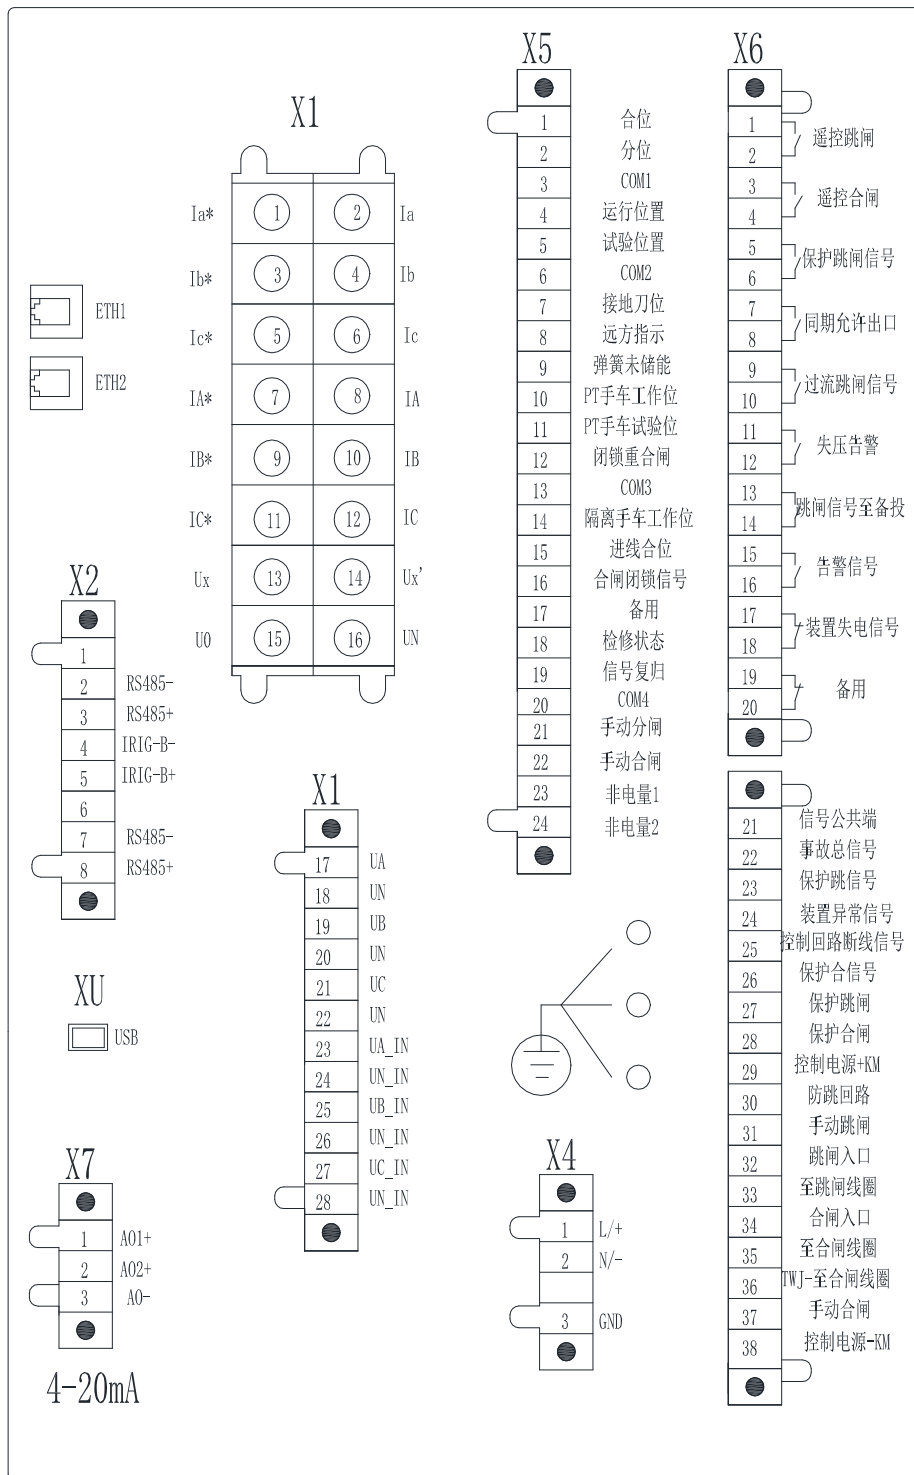 X1
Ia* 1 2 Ia
Ib* 3 4 Ib
Ic* 5 6 Ic
IA* 7 8 IA
IB* 9 10 IB
IC* 11 12 IC
Ux 13 14 Ux'
U0 15 16 UN
ETH1
ETH2
X2
1
2 RS485-
3 RS485+
4 IRIG-B-
5 IRIG-B+
6
7 RS485-
8 RS485+
XU
USB
X7
1 AO1+
2 AO2+
3 AO-
4-20mA
X1
17 UA
18 UN
19 UB
20 UN
21 UC
22 UN
23 UA_IN
24 UN_IN
25 UB_IN
26 UN_IN
27 UC_IN
28 UN_IN
X5
1 合位
2 分位
3 COM1
4 运行位置
5 试验位置
6 COM2
7 接地刀位
8 远方指示
9 弹簧未储能
10 PT手车工作位
11 PT手车试验位
12 闭锁重合闸
13 COM3
14 隔离手车工作位
15 进线合位
16 合闸闭锁信号
17 备用
18 检修状态
19 信号复归
20 COM4
21 手动分闸
22 手动合闸
23 非电量1
24 非电量2
X4
1 L/+
2 N/-
3 GND
X6
1
2 遥控跳闸
3
4 遥控合闸
5
6 保护跳闸信号
7
8 同期允许出口
9
10 过流跳闸信号
11
12 失压告警
13
14 跳闸信号至备投
15
16 告警信号
17
18 装置失电信号
19
20 备用
21 信号公共端
22 事故总信号
23 保护跳信号
24 装置异常信号
25 控制回路断线信号
26 保护合信号
27 保护跳闸
28 保护合闸
29 控制电源+KM
30 防跳回路
31 手动跳闸
32 跳闸入口
33 至跳闸线圈
34 合闸入口
35 至合闸线圈
36 TWJ-至合闸线圈
37 手动合闸
38 控制电源-KM